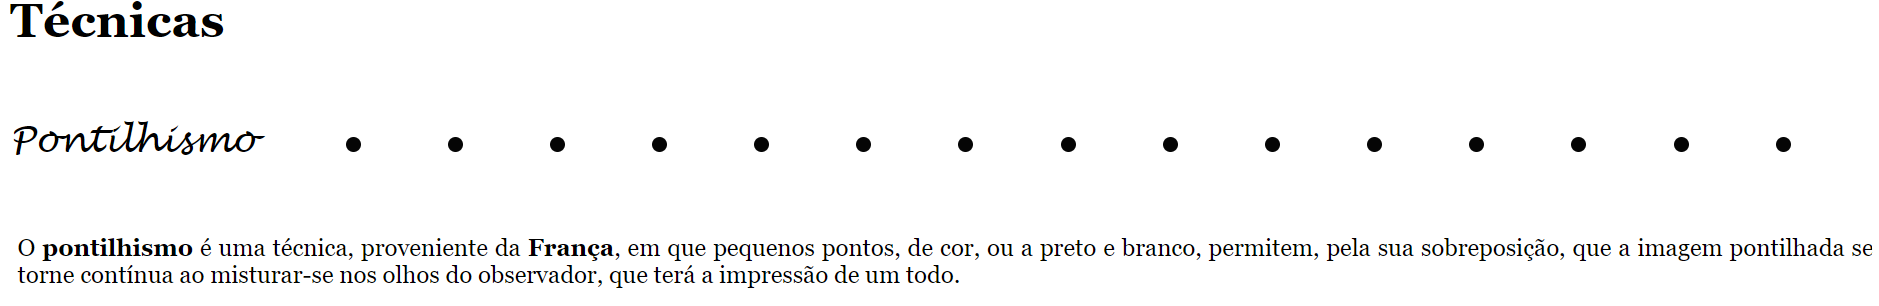 Técnicas
Pontilhismo • • • • • • • • • • • • • • •
O pontilhismo é uma técnica, proveniente da França, em que pequenos pontos, de cor, ou a preto e branco, permitem, pela sua sobreposição, que a imagem pontilhada se
torne contínua ao misturar-se nos olhos do observador, que terá a impressão de um todo.